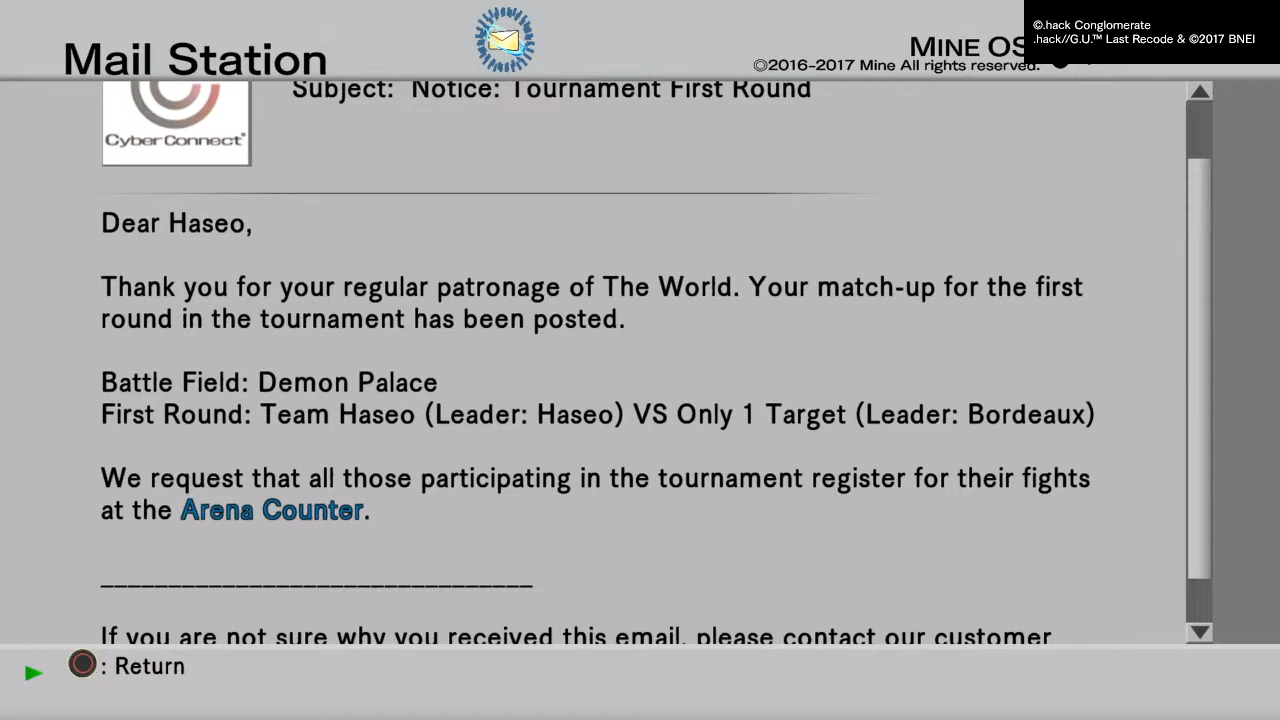 Mail Station
MINE OS
©2016-2017 Mine All rights reserved.
©.hack Conglomerate
.hack//G.U.™ Last Recode & ©2017 BNEI
CyberConnect®
Subject: Notice: Tournament First Round
Dear Haseo,
Thank you for your regular patronage of The World. Your match-up for the first
round in the tournament has been posted.
Battle Field: Demon Palace
First Round: Team Haseo (Leader: Haseo) VS Only 1 Target (Leader: Bordeaux)
We request that all those participating in the tournament register for their fights
at the Arena Counter.
________________________________
If you are not sure why you received this email, please contact our customer
: Return